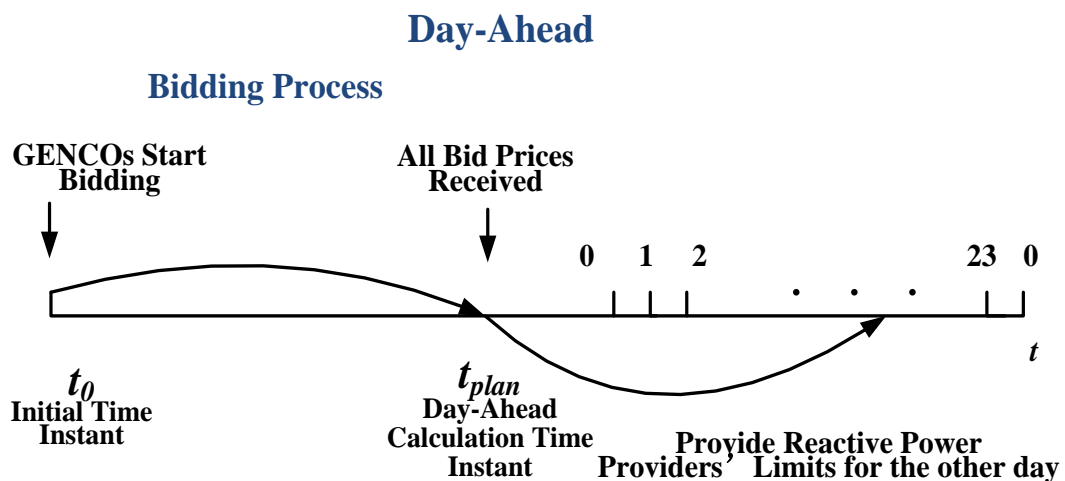 Day-Ahead
Bidding Process
GENCOs Start
Bidding
All Bid Prices
Received
0 1 2 . . . 23 0
t
t0
Initial Time
Instant
tplan
Day-Ahead
Calculation Time
Instant
Provide Reactive Power
Providers’ Limits for the other day